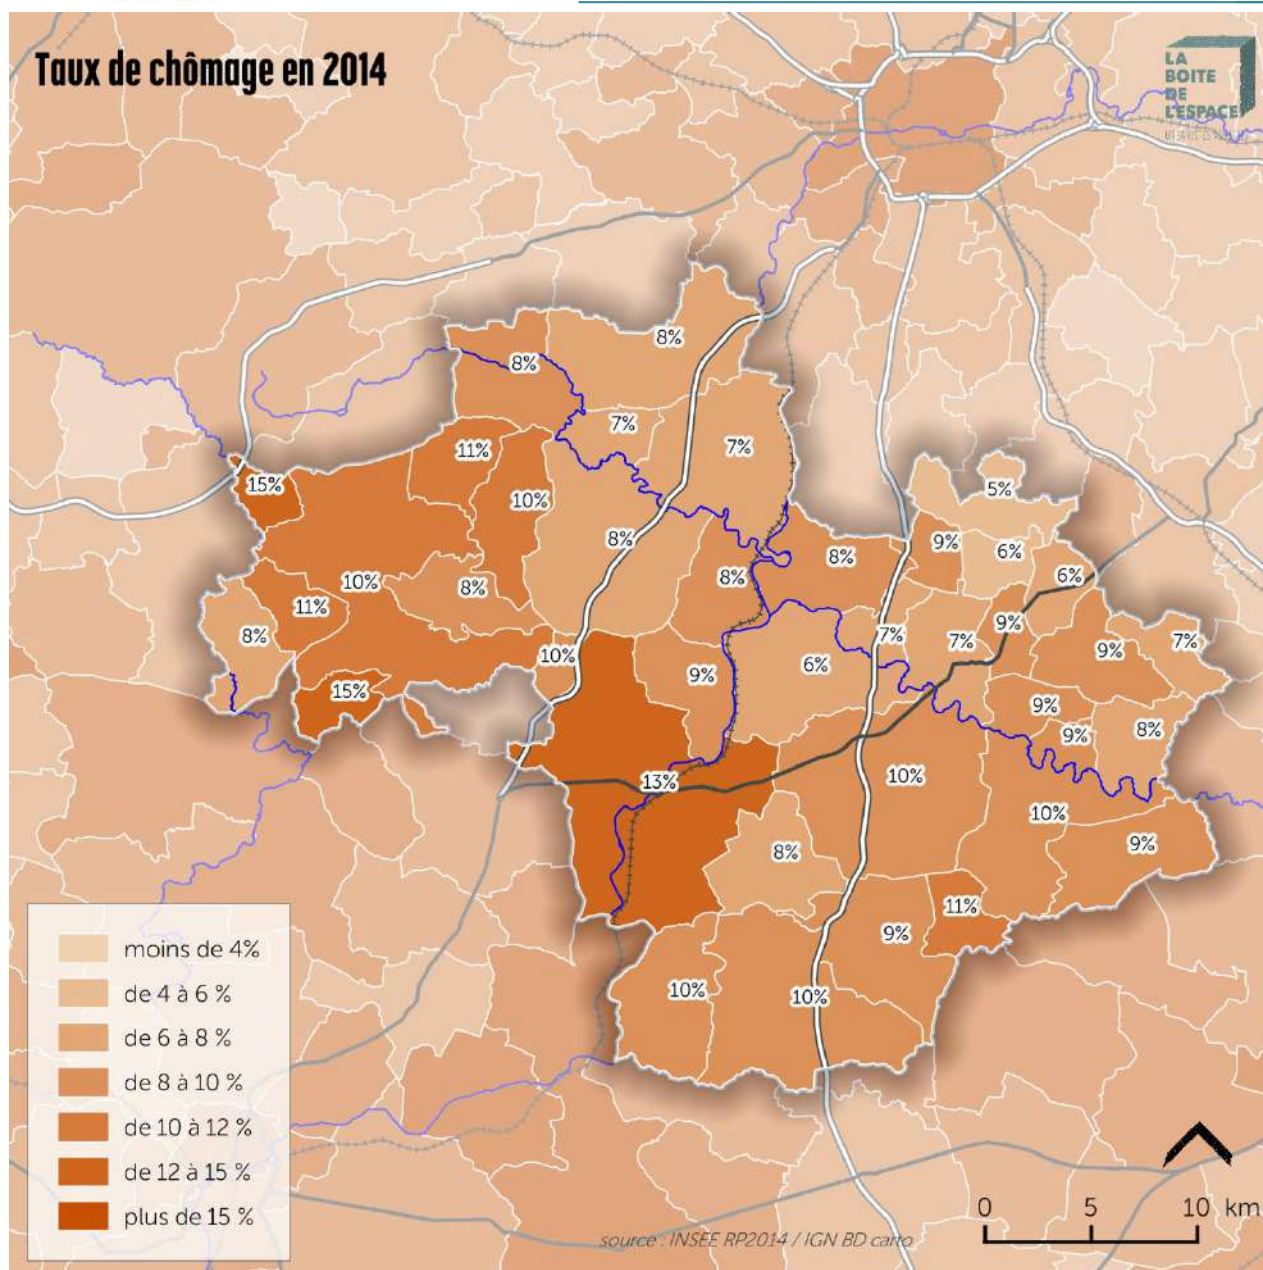 Taux de chômage en 2014
LA
BOITE
DE
L'ESPACE
8%
8%
7%
7%
11%
15%
10%
5%
8%
9%
6%
8%
10%
8%
8%
6%
11%
9%
8%
7%
7%
9%
7%
10%
6%
15%
9%
9%
9%
8%
13%
10%
10%
8%
9%
11%
9%
10%
10%
moins de 4%
de 4 à 6 %
de 6 à 8 %
de 8 à 10 %
de 10 à 12 %
de 12 à 15 %
plus de 15 %
0 5 10 km
source : INSEE RP2014 / IGN BD carto